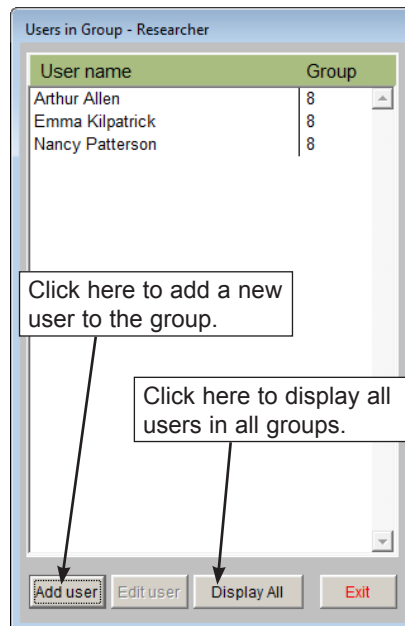 Users in Group - Researcher
User name Group
Arthur Allen 8
Emma Kilpatrick 8
Nancy Patterson 8
Click here to add a new
user to the group.
Click here to display all
users in all groups.
Add user Edit user Display All Exit